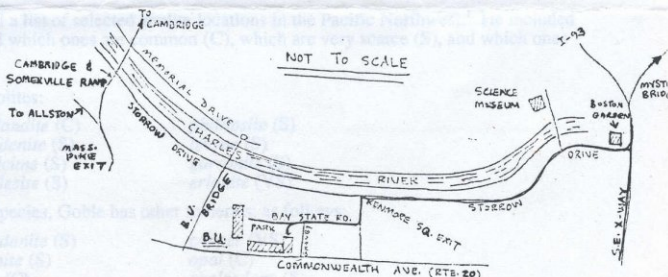 TO
CAMBRIDGE
NOT TO SCALE
I-93
CAMBRIDGE &
SOMERVILLE RAMP
MEMORIAL DRIVE
SCIENCE
MUSEUM
MYSTIC
BRIDGE
BOSTON
GARDEN
TO ALLSTON
MASS.
PIKE
EXIT
STORROW DRIVE
CHARLES
RIVER
STORROW
DRIVE
B.U. BRIDGE
KENMORE SQ. EXIT
BAY STATE RD.
PARK
B.U.
S.E. X-WAY
COMMONWEALTH AVE. (RTE-20)